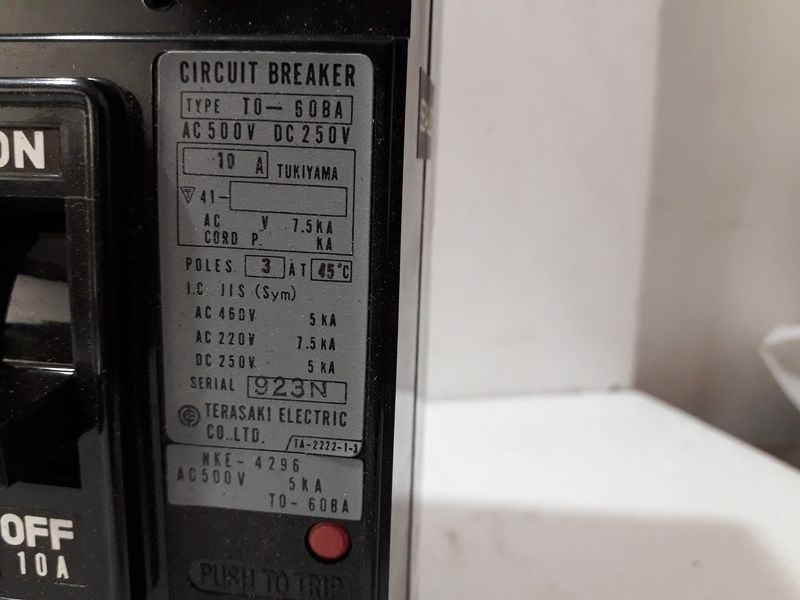 CIRCUIT BREAKER
TYPE TO-60BA
AC500V DC250V
10 A TUKIYAMA
41-
AC V 7.5KA
CORD P. KA
POLES 3 AT 45°C
I.C JIS (Sym)
AC460V 5KA
AC220V 7.5KA
DC250V 5KA
SERIAL 923N
TERASAKI ELECTRIC
CO.,LTD.
TA-2222-1-3
NKE-4296
AC500V 5KA
TO-60BA
PUSH TO TRIP
ON
OFF
10A